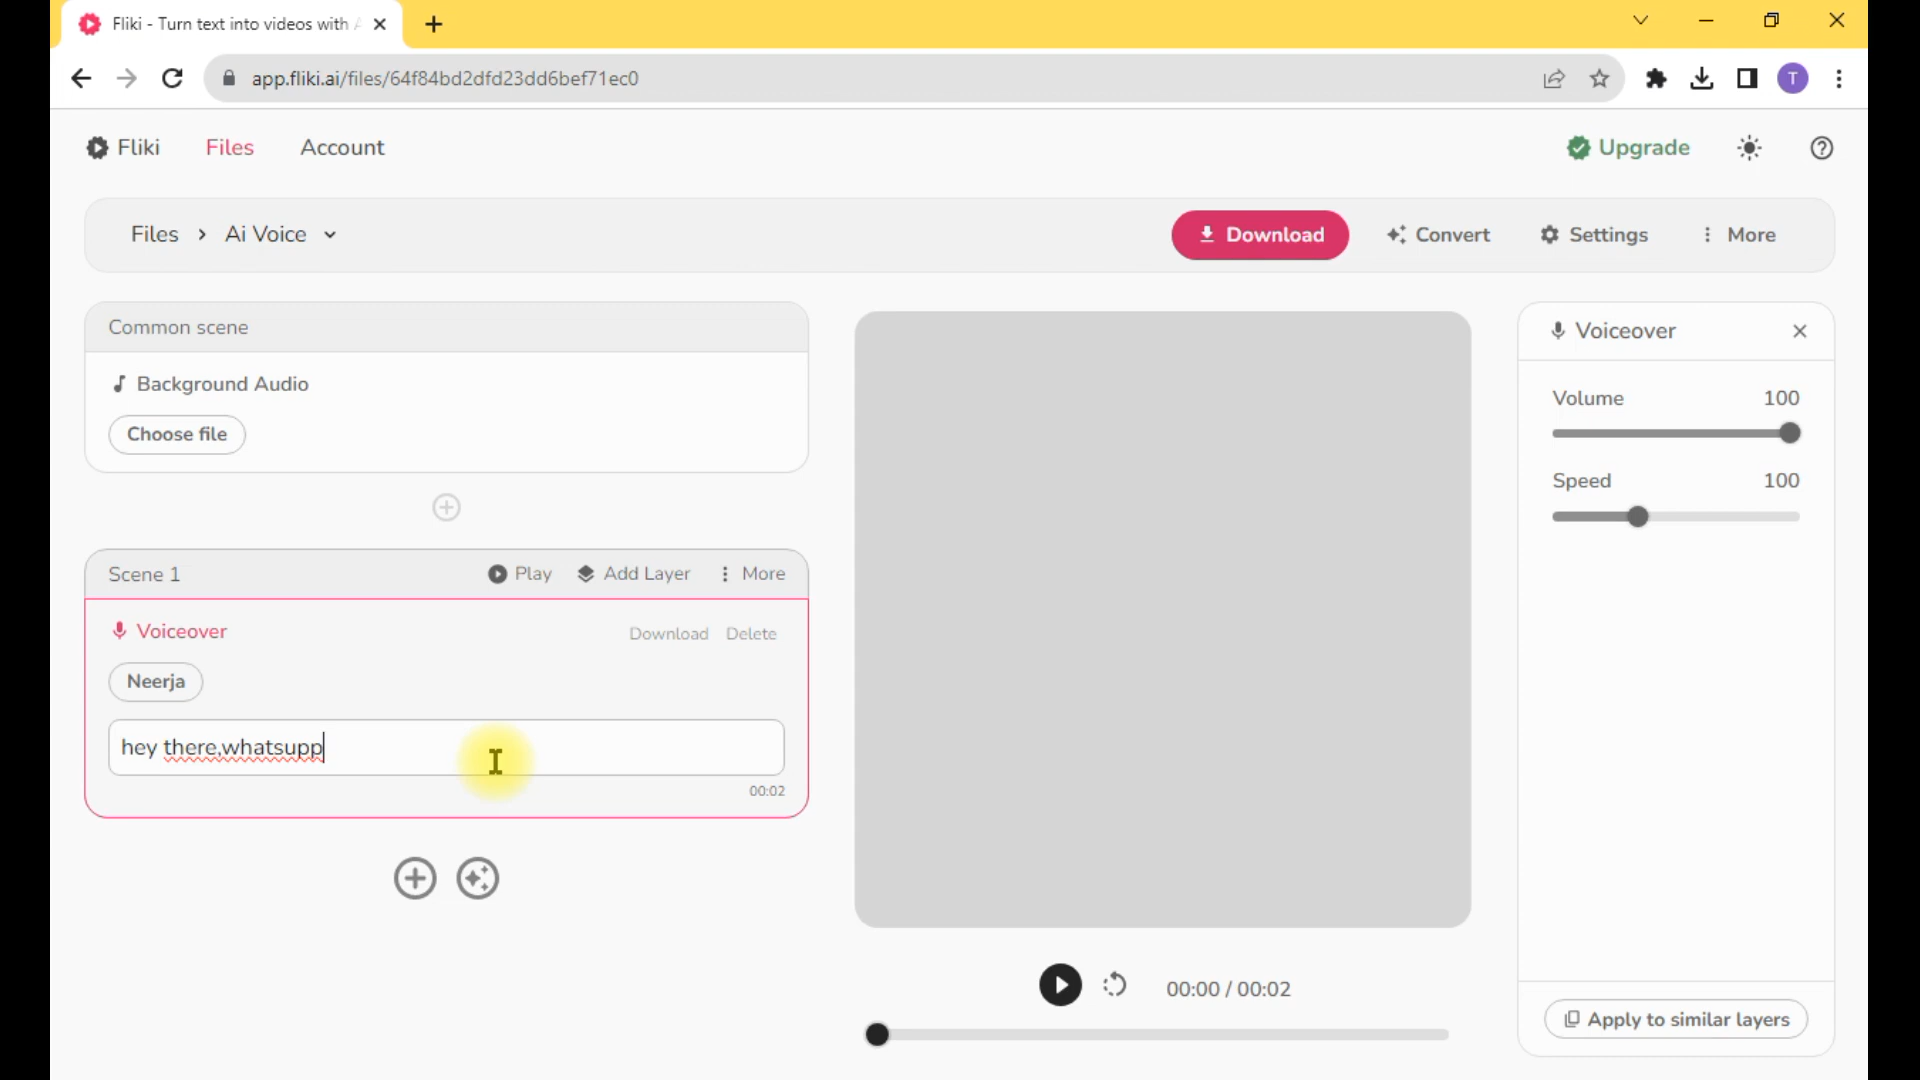 Fliki - Turn text into videos with
app.fliki.ai/files/64f84bd2dfd23dd6bef71ec0
T
Fliki Files Account Upgrade
Files > Ai Voice Download Convert Settings More
Common scene
Background Audio
Choose file
Scene 1 Play Add Layer More
Voiceover Download Delete
Neerja
hey there,whatsupp
00:02
00:00 / 00:02
Voiceover
Volume 100
Speed 100
Apply to similar layers